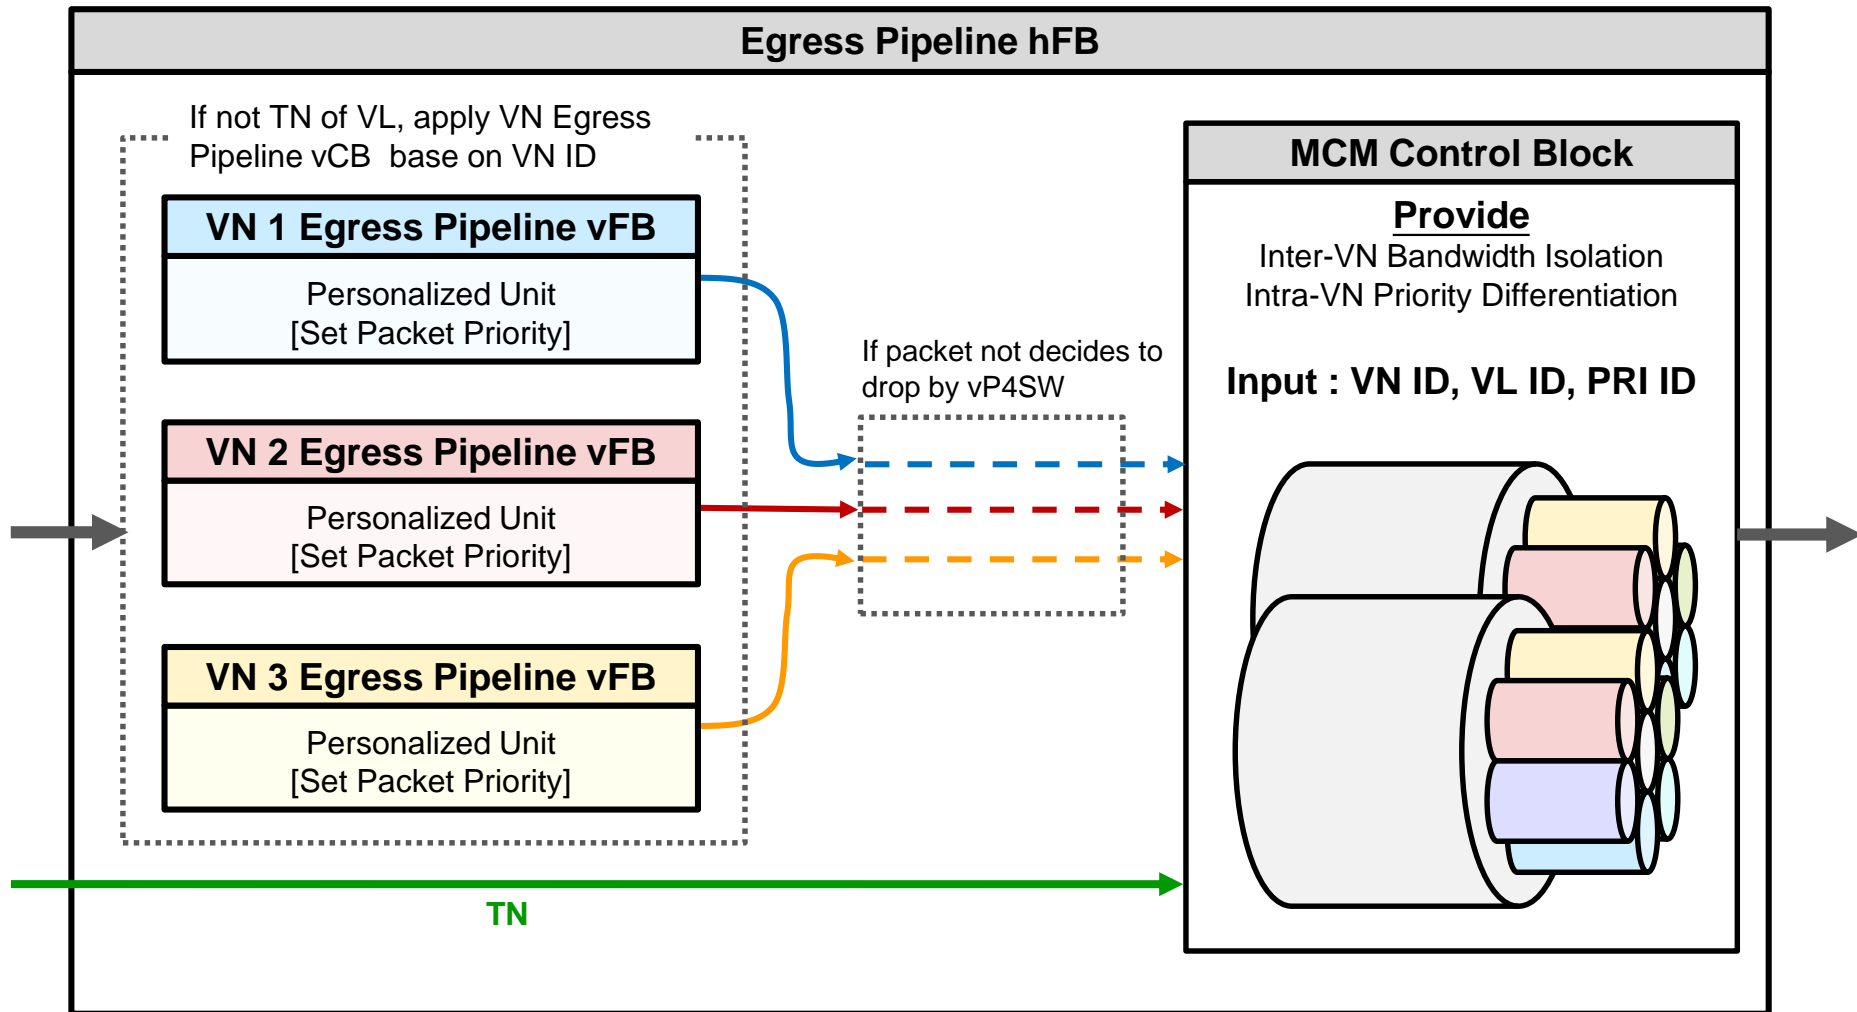 Egress Pipeline hFB
If not TN of VL, apply VN Egress
Pipeline vCB  base on VN ID
VN 1 Egress Pipeline vFB
Personalized Unit
[Set Packet Priority]
VN 2 Egress Pipeline vFB
Personalized Unit
[Set Packet Priority]
VN 3 Egress Pipeline vFB
Personalized Unit
[Set Packet Priority]
TN
If packet not decides to
drop by vP4SW
MCM Control Block
Provide
Inter-VN Bandwidth Isolation
Intra-VN Priority Differentiation
Input : VN ID, VL ID, PRI ID